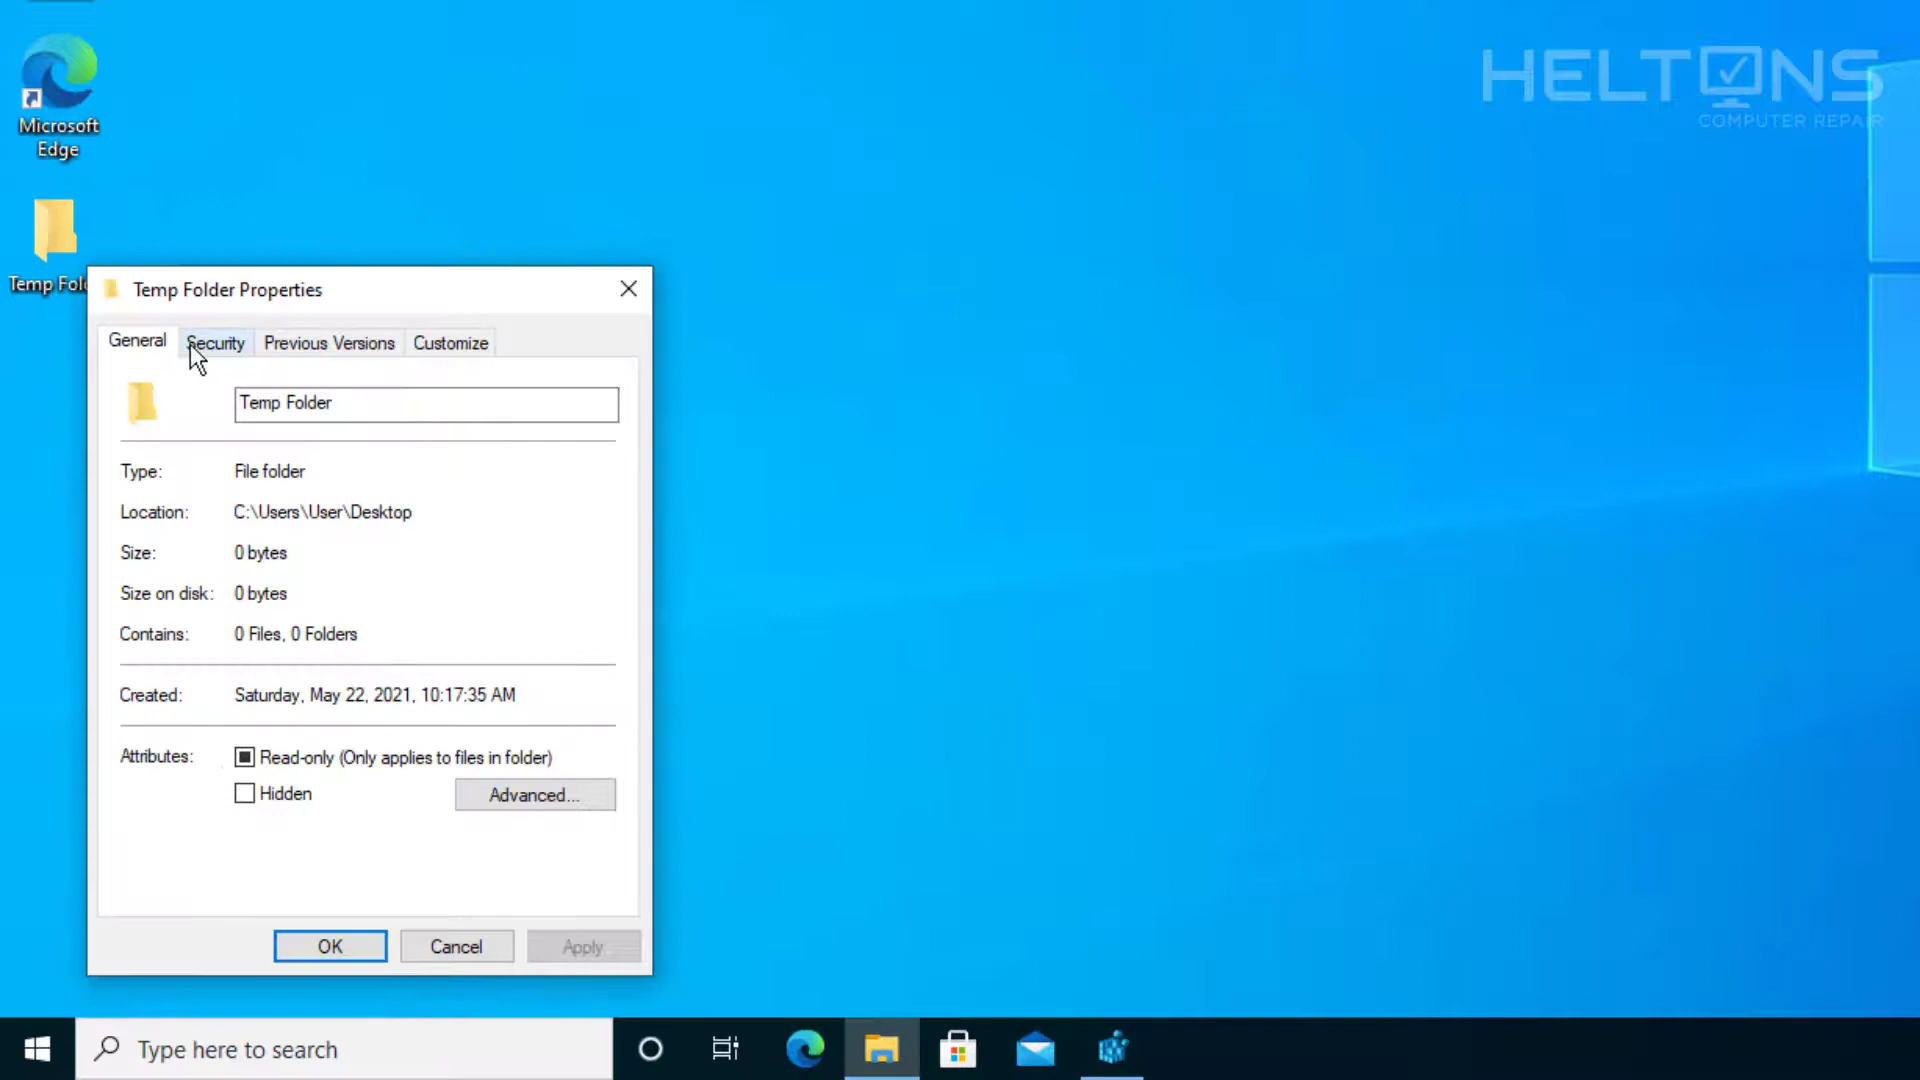 HELTONS
COMPUTER REPAIR
Microsoft
Edge
Temp Fol
Temp Folder Properties
General Security Previous Versions Customize
Temp Folder
Type: File folder
Location: C:\Users\User\Desktop
Size: 0 bytes
Size on disk: 0 bytes
Contains: 0 Files, 0 Folders
Created: Saturday, May 22, 2021, 10:17:35 AM
Attributes: Read-only (Only applies to files in folder)
Hidden Advanced...
OK Cancel Apply
Type here to search